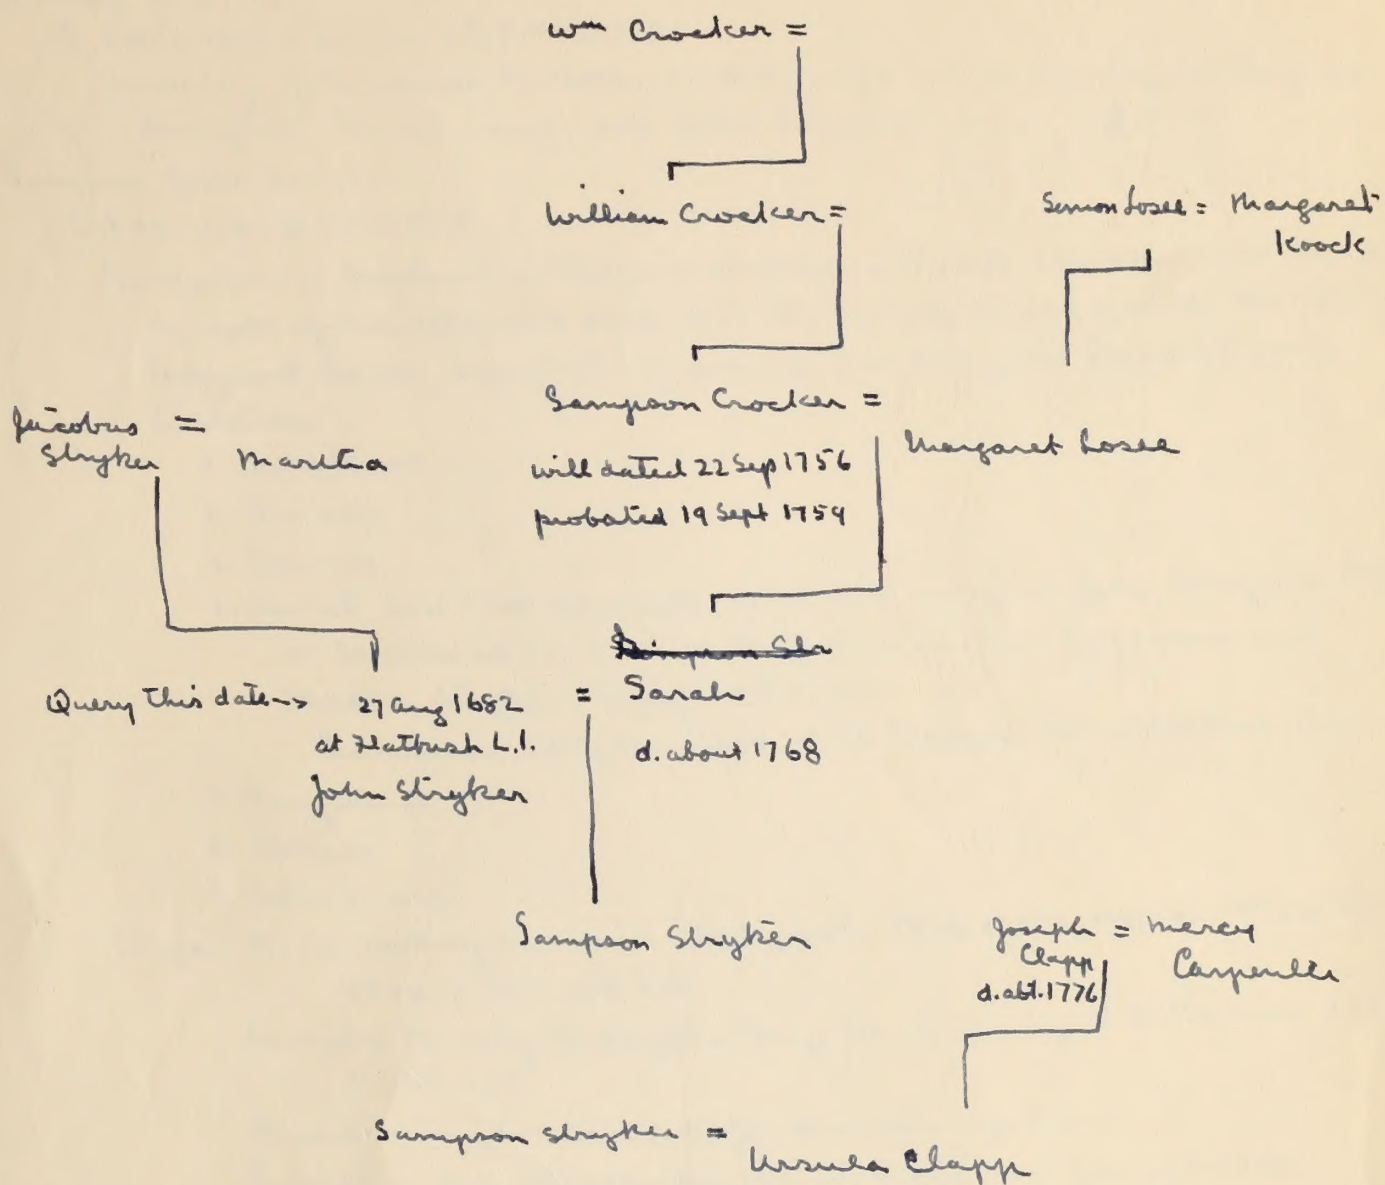 Wm Crocker =
William Crocker =
Simon Losee = Margaret
Koock
Sampson Crocker =
will dated 22 Sep 1756
probated 19 Sept 1759
Margaret Losee
Jacobus =
Stryker Martha
Sarah
d. about 1768
Query this date--> 27 Aug 1682 =
at Flatbush L.I.
John Stryker
Sampson Stryker
Joseph = Mercy
Clapp Carpenter
d. abt. 1776
Sampson Stryker =
Ursula Clapp